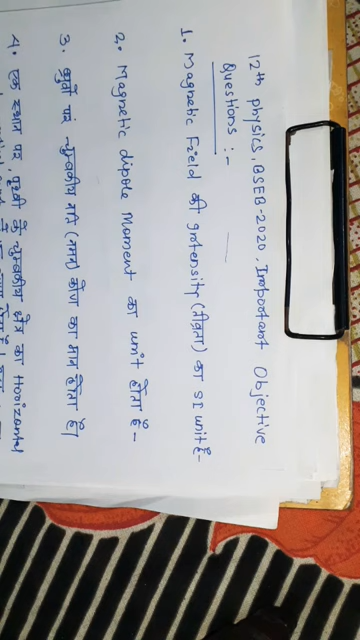 12th physics, BSEB-2020, Important Objective
Questions :-
1. Magnetic Field की Intensity (तीव्रता) का SI unit है-
2. Magnetic dipole Moment का unit होता है-
3. ध्रुवों पर चुम्बकीय नति (नमन) कोण का मान होता है।
4. एक स्थान पर, पृथ्वी के चुम्बकीय क्षेत्र का Horizontal